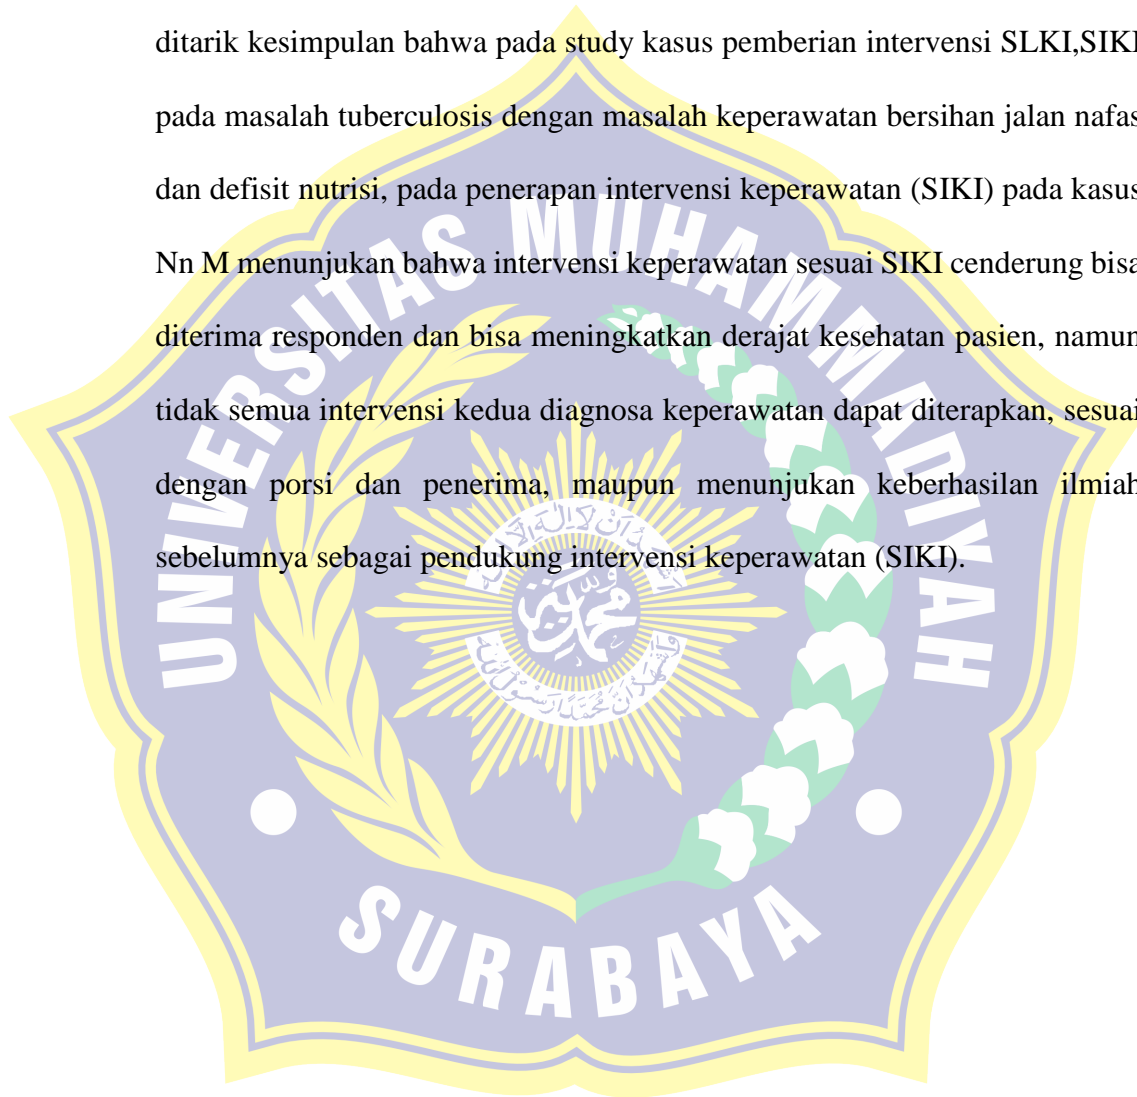 ditarik kesimpulan bahwa pada study kasus pemberian intervensi SLKI,SIKI
pada masalah tuberculosis dengan masalah keperawatan bersihan jalan nafas
dan defisit nutrisi, pada penerapan intervensi keperawatan (SIKI) pada kasus
Nn M menunjukan bahwa intervensi keperawatan sesuai SIKI cenderung bisa
diterima responden dan bisa meningkatkan derajat kesehatan pasien, namun
tidak semua intervensi kedua diagnosa keperawatan dapat diterapkan, sesuai
dengan porsi dan penerima, maupun menunjukan keberhasilan ilmiah
sebelumnya sebagai pendukung intervensi keperawatan (SIKI).
UNIVERSITAS MUHAMMADIYAH
SURABAYA